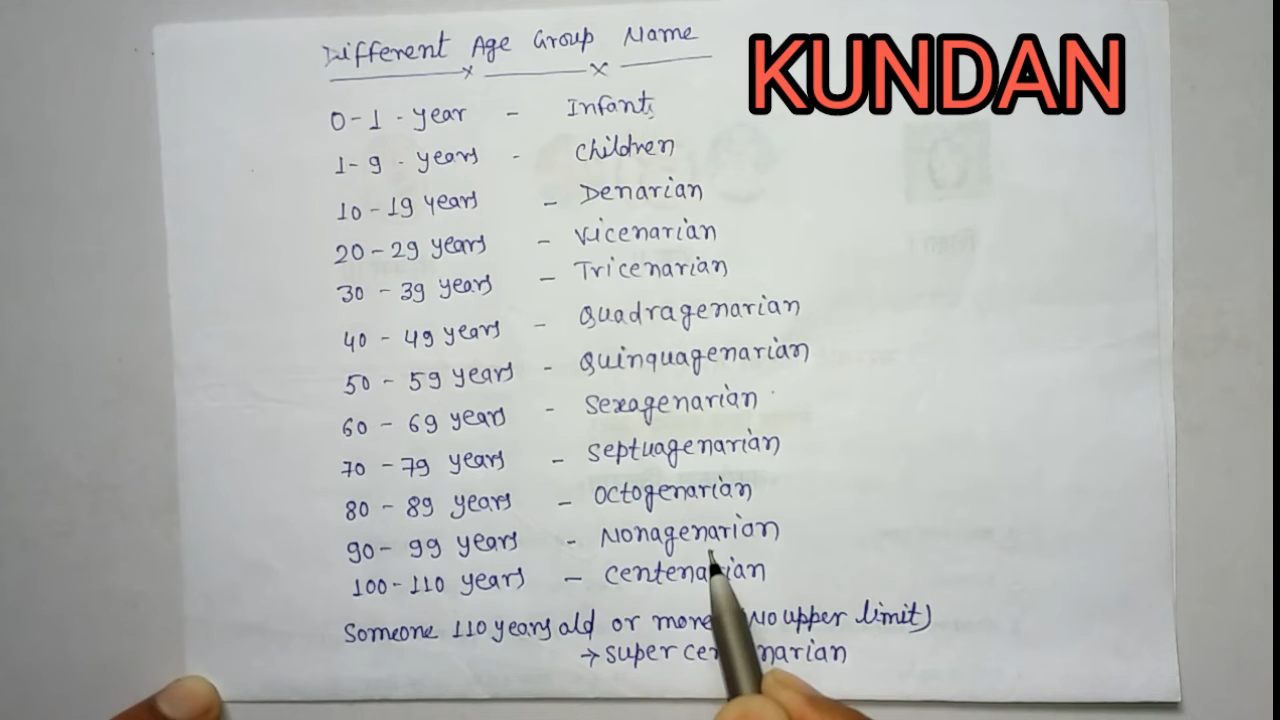 Different Age Group Name
KUNDAN
0-1 - year - Infants
1-9 - years - children
10-19 years - Denarian
20-29 years - Vicenarian
30-39 years - Tricenarian
40-49 years - Quadragenarian
50-59 years - Quinquagenarian
60-69 years - Sexagenarian
70-79 years - Septuagenarian
80-89 years - Octogenarian
90-99 years - Nonagenarian
100-110 years - Centenarian
Someone 110 years old or more (No upper limit)
→ super centenarian